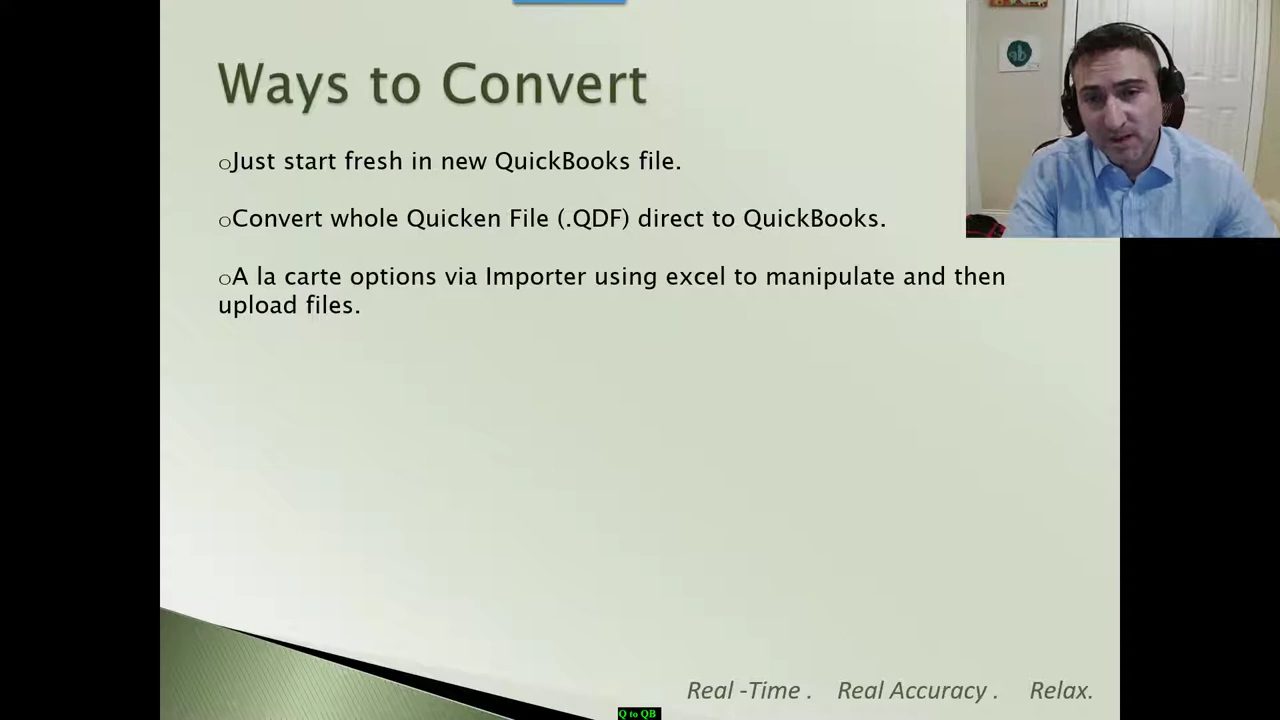 Ways to Convert
oJust start fresh in new QuickBooks file.
oConvert whole Quicken File (.QDF) direct to QuickBooks.
oA la carte options via Importer using excel to manipulate and then
upload files.
Real -Time . Real Accuracy . Relax.
Q to QB
qb